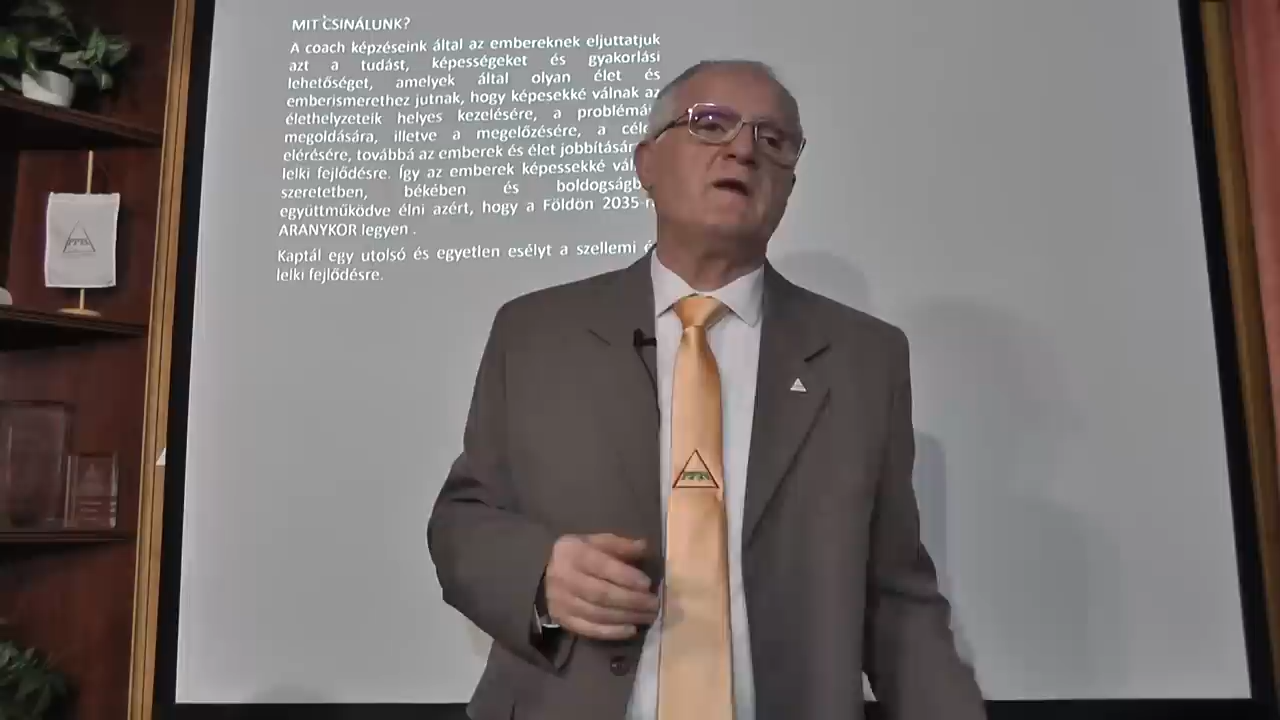 MIT CSINÁLUNK?
A coach képzéseink által az embereknek eljuttatjuk
azt a tudást, képességeket és gyakorlási
lehetőséget, amelyek által olyan élet és
emberismerethez jutnak, hogy képesekké válnak az
élethelyzeteik helyes kezelésére, a
megoldására, illetve a megelőzésére, a
elérésére, továbbá az emberek és élet
lelki fejlődésre. Így az emberek képessekké
szeretetben, békében és
együttműködve élni azért, hogy a Földön
ARANYKOR legyen .
Kaptál egy utolsó és egyetlen esélyt a szellemi
lelki fejlődésre.